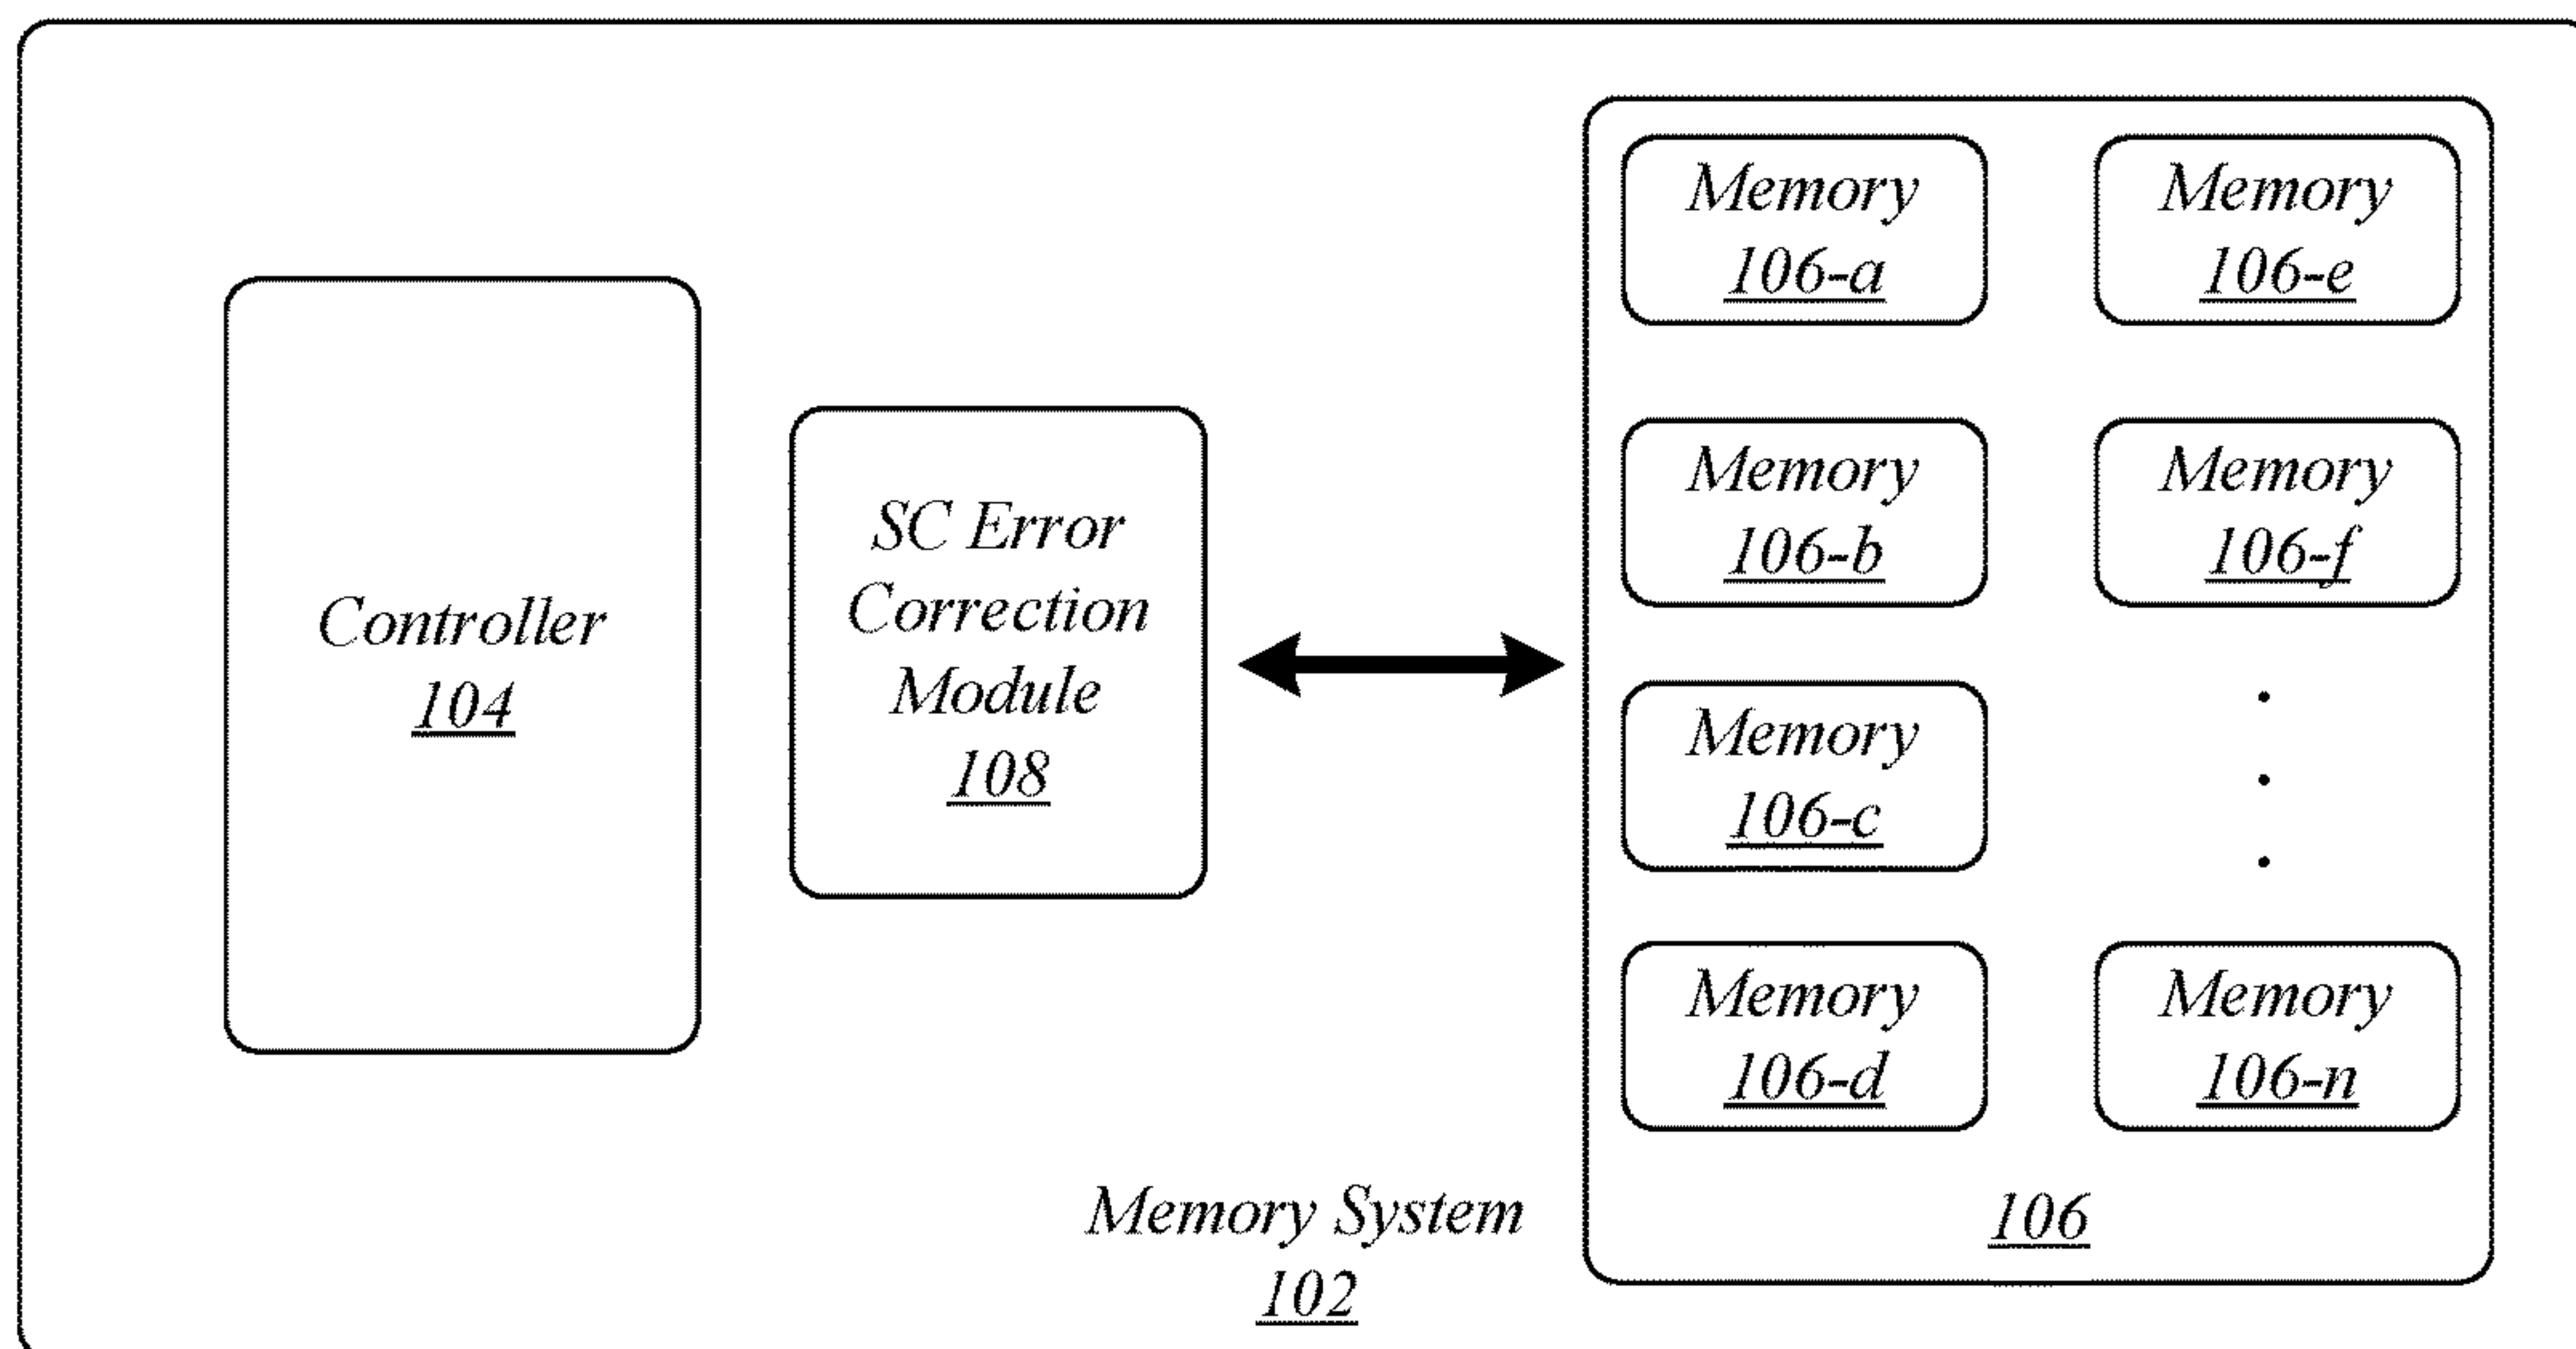 Controller
104
SC Error
Correction
Module
108
Memory
106-a
Memory
106-e
Memory
106-b
Memory
106-f
Memory
106-c
Memory
106-d
Memory
106-n
106
Memory System
102